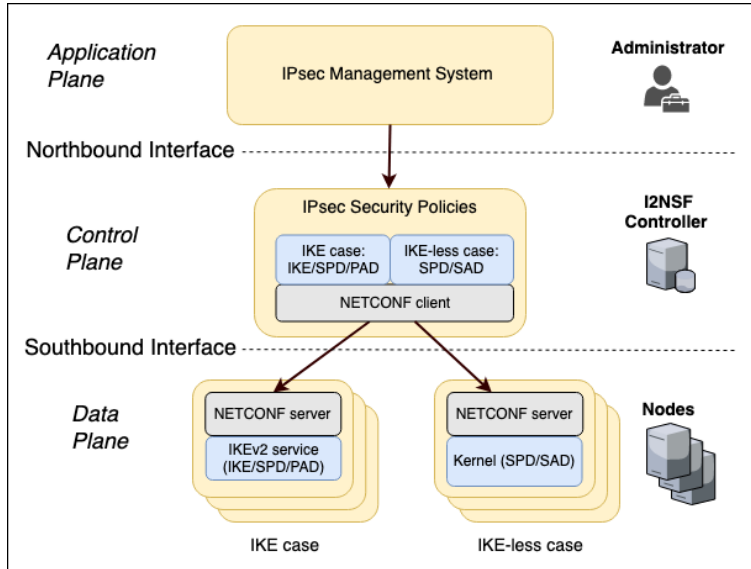 Application
Plane
IPsec Management System
Administrator
Northbound Interface
IPsec Security Policies
I2NSF
Controller
Control
Plane
IKE case:
IKE/SPD/PAD
IKE-less case:
SPD/SAD
NETCONF client
Southbound Interface
Data
Plane
NETCONF server
IKEv2 service
(IKE/SPD/PAD)
NETCONF server
Kernel (SPD/SAD)
Nodes
IKE case
IKE-less case